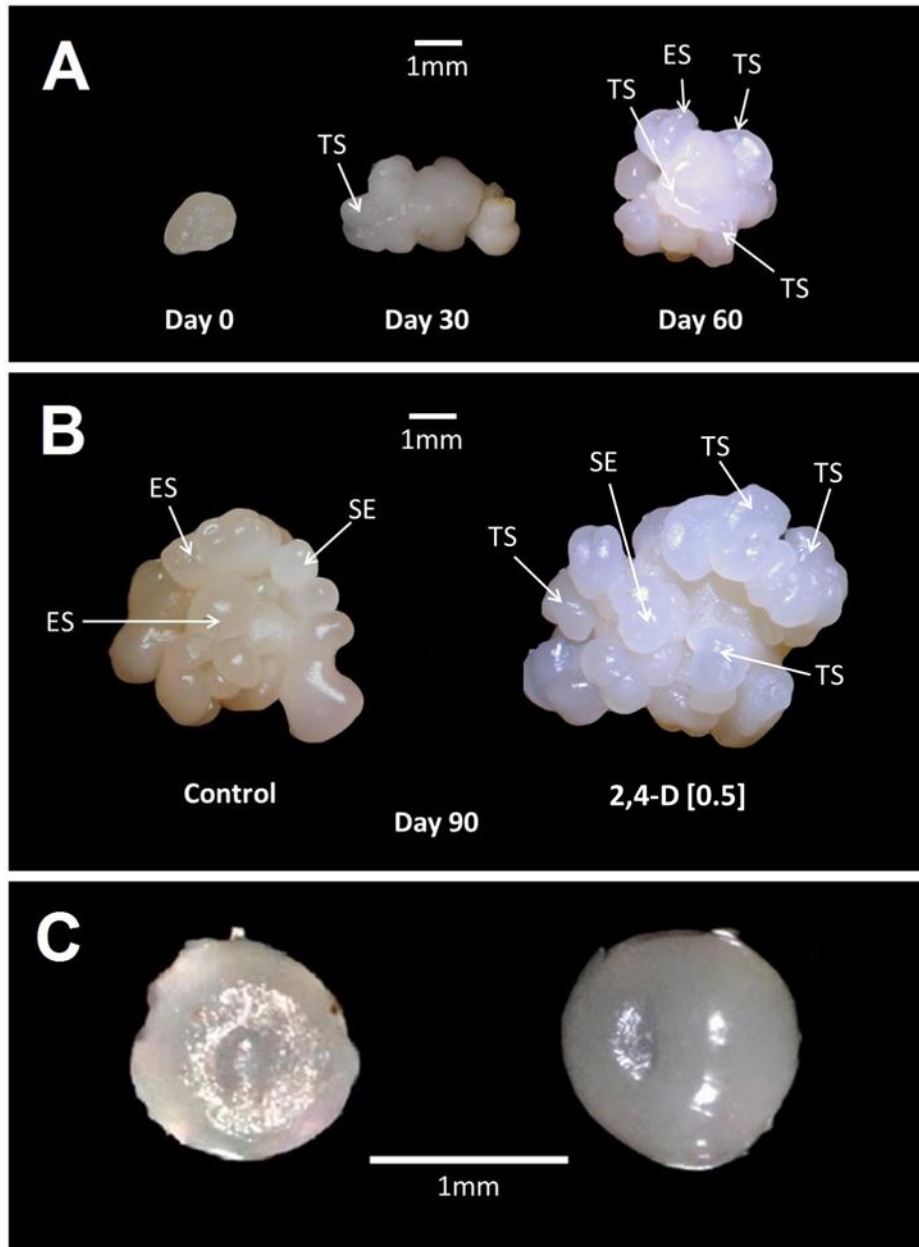 A
1mm
ES
TS
TS
TS
TS
Day 0
Day 30
Day 60
B
1mm
ES
SE
ES
SE
TS
TS
TS
TS
Control
2,4-D [0.5]
Day 90
C
1mm